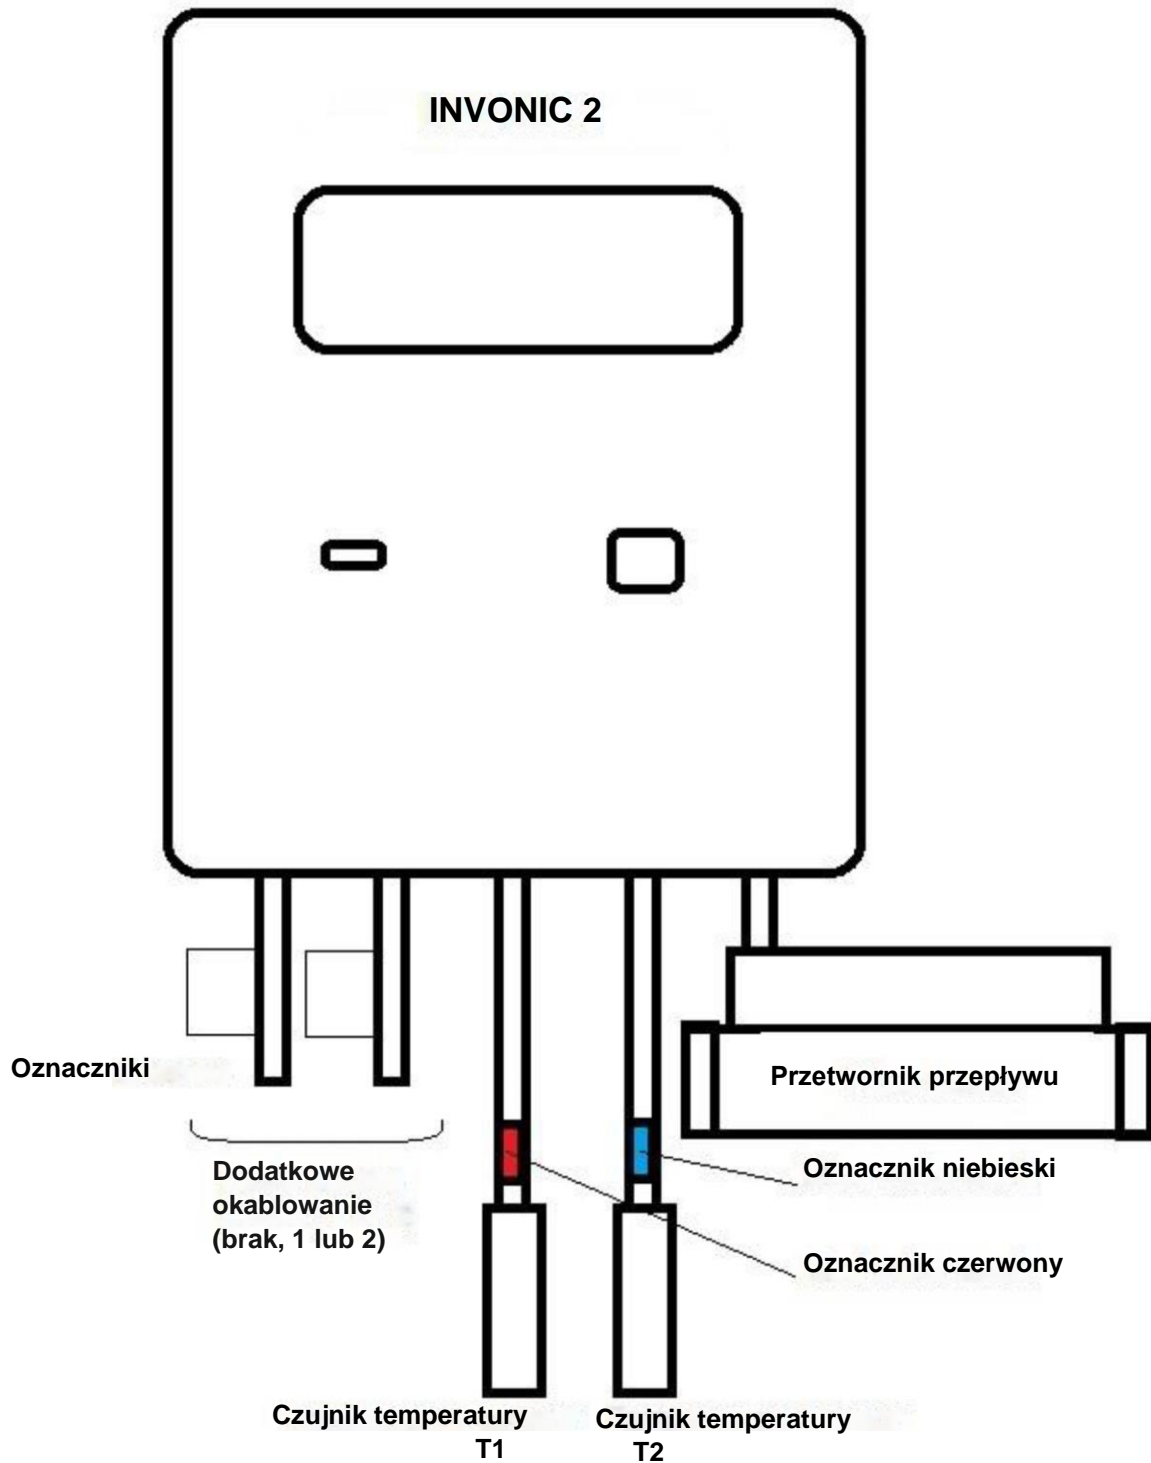 INVONIC 2
Oznaczniki
Przetwornik przepływu
Dodatkowe
okablowanie
(brak, 1 lub 2)
Oznacznik niebieski
Oznacznik czerwony
Czujnik temperatury
T1
Czujnik temperatury
T2